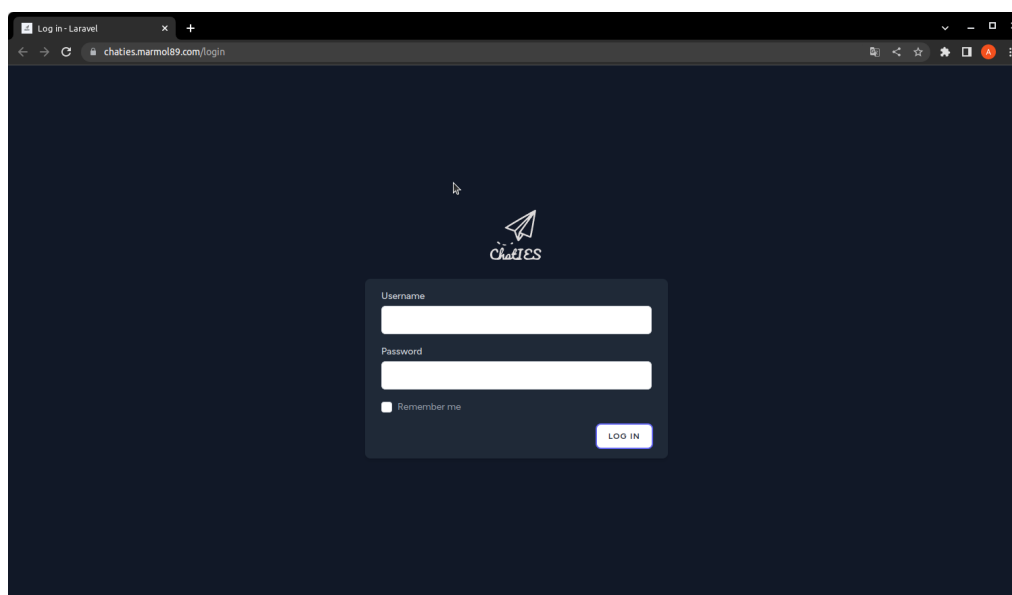 Log in - Laravel
chaties.marmol89.com/login
A
ChatIES
Username
Password
Remember me
LOG IN